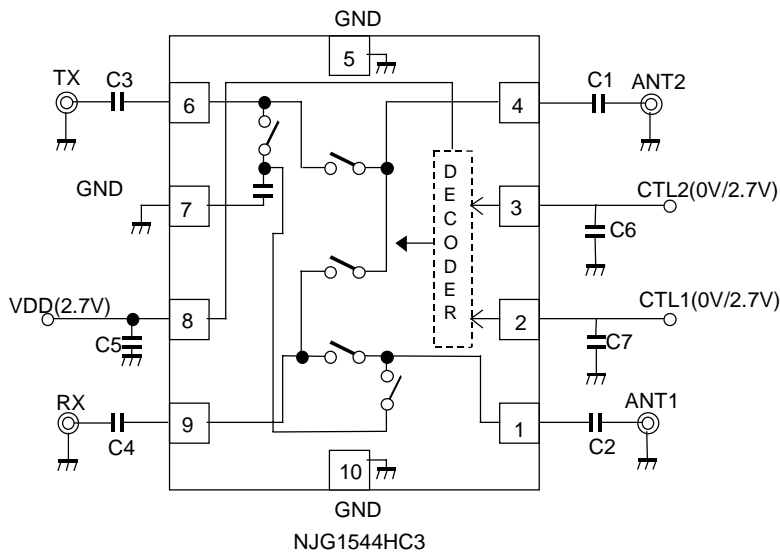 GND
5
TX
C3
6
4
C1
ANT2
GND
7
DECODER
3
CTL2(0V/2.7V)
C6
VDD(2.7V)
8
C5
2
CTL1(0V/2.7V)
C7
RX
C4
9
1
C2
ANT1
10
GND
NJG1544HC3